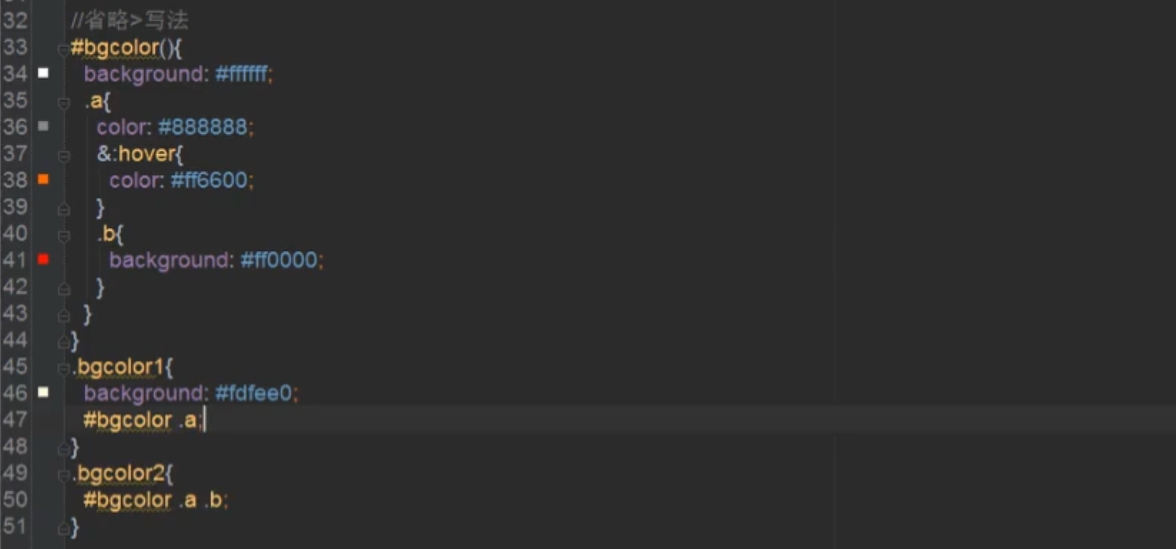 32 //省略>写法
33 #bgcolor(){
34 background: #ffffff;
35 .a{
36 color: #888888;
37 &:hover{
38 color: #ff6600;
39 }
40 .b{
41 background: #ff0000;
42 }
43 }
44 }
45 .bgcolor1{
46 background: #fdfee0;
47 #bgcolor .a;
48 }
49 .bgcolor2{
50 #bgcolor .a .b;
51 }